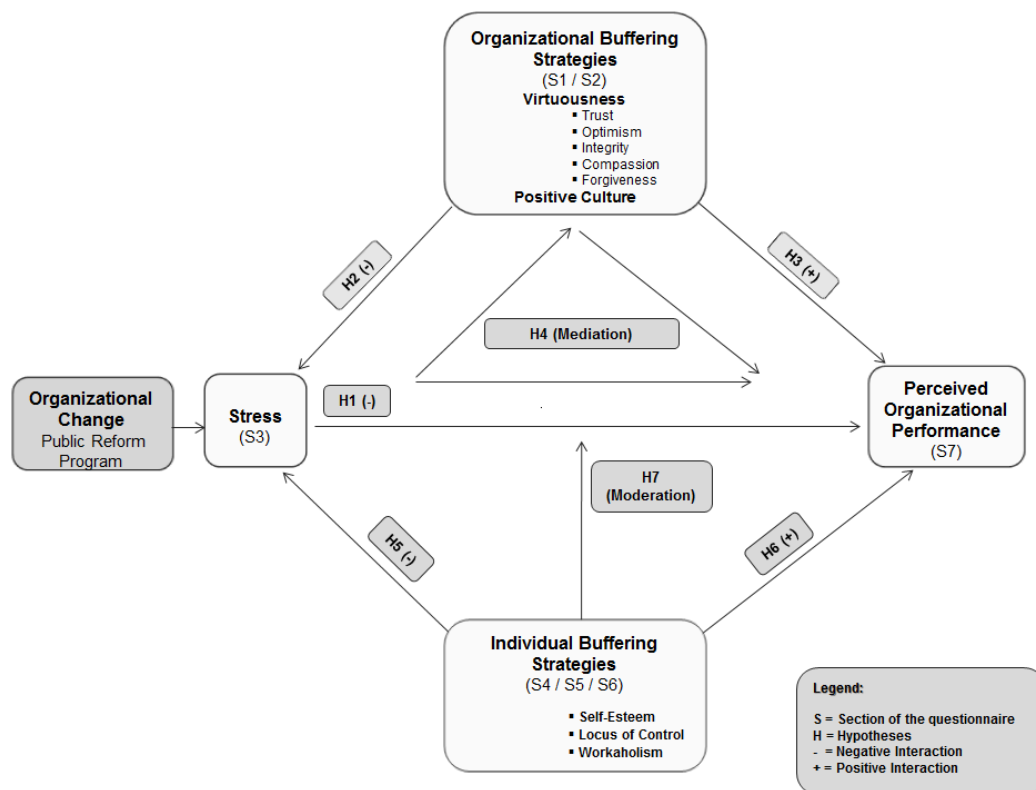 Organizational Buffering
Strategies
(S1 / S2)
Virtuousness
▪ Trust
▪ Optimism
▪ Integrity
▪ Compassion
▪ Forgiveness
Positive Culture
H2 (-)
H3 (+)
H4 (Mediation)
Organizational
Change
Public Reform
Program
Stress
(S3)
H1 (-)
Perceived
Organizational
Performance
(S7)
H7
(Moderation)
H5 (-)
H6 (+)
Individual Buffering
Strategies
(S4 / S5 / S6)
▪ Self-Esteem
▪ Locus of Control
▪ Workaholism
Legend:
S = Section of the questionnaire
H = Hypotheses
- = Negative Interaction
+ = Positive Interaction